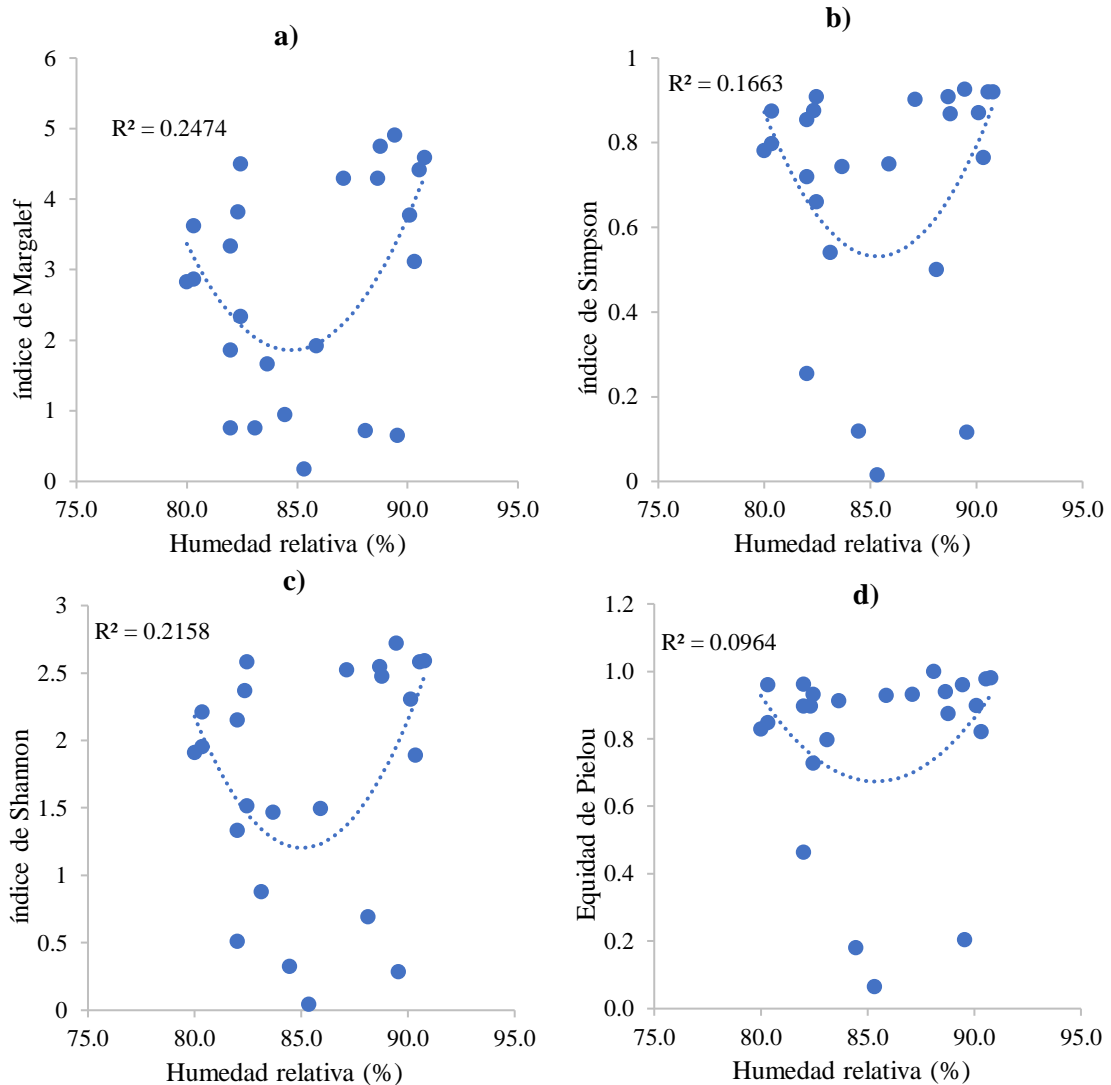 a)
R² = 0.2474
índice de Margalef
6
5
4
3
2
1
0
75.0 80.0 85.0 90.0 95.0
Humedad relativa (%)
b)
R² = 0.1663
índice de Simpson
1
0.8
0.6
0.4
0.2
0
75.0 80.0 85.0 90.0 95.0
Humedad relativa (%)
c)
R² = 0.2158
índice de Shannon
3
2.5
2
1.5
1
0.5
0
75.0 80.0 85.0 90.0 95.0
Humedad relativa (%)
d)
R² = 0.0964
Equidad de Pielou
1.2
1.0
0.8
0.6
0.4
0.2
0.0
75.0 80.0 85.0 90.0 95.0
Humedad relativa (%)